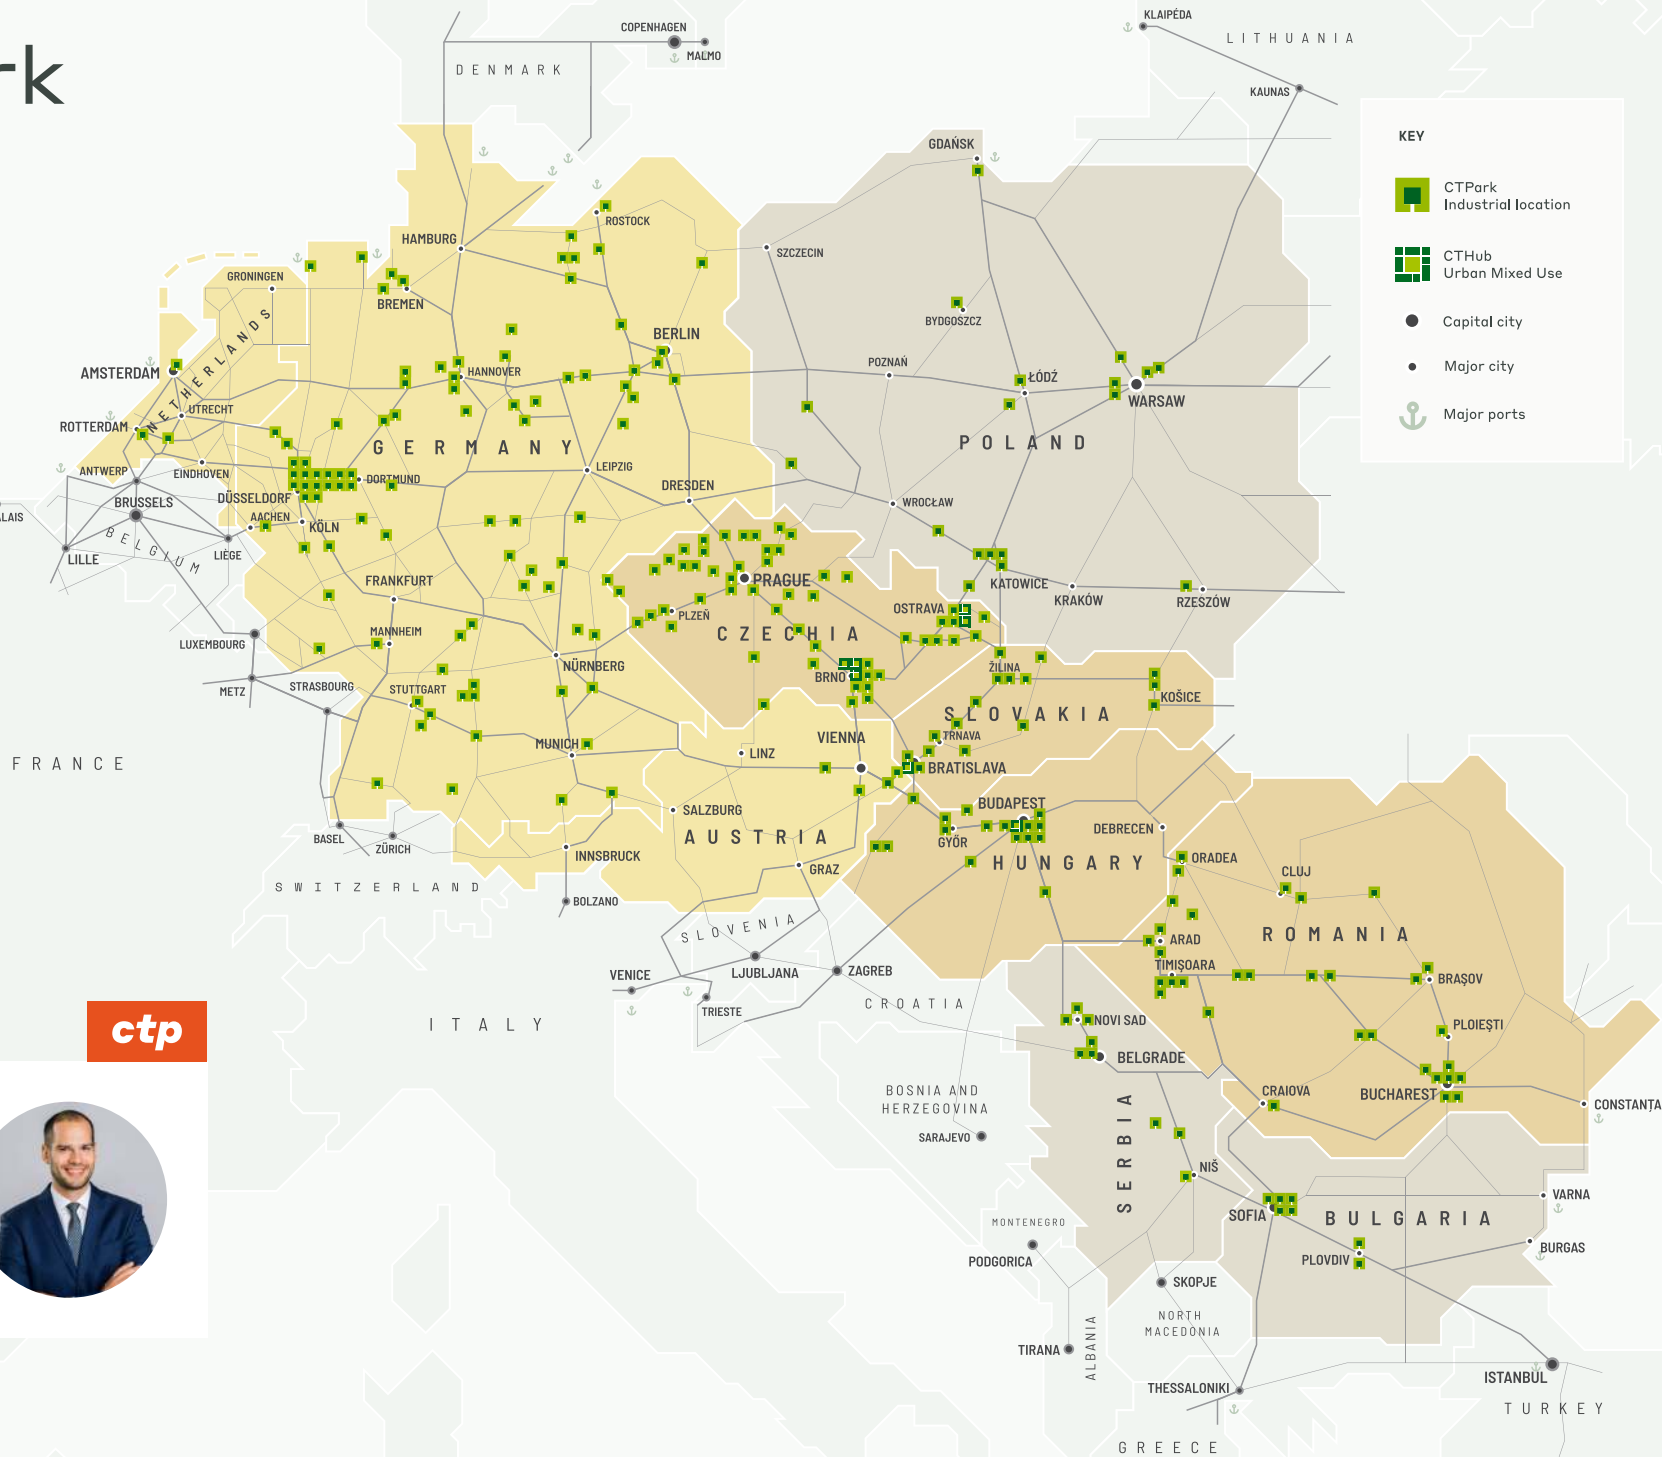 rk
COPENHAGEN
MALMO
DENMARK
KLAIPÉDA
LITHUANIA
KAUNAS
KEY
CTPark
Industrial location
CTHub
Urban Mixed Use
Capital city
Major city
Major ports
GDAŃSK
ROSTOCK
HAMBURG
SZCZECIN
GRONINGEN
BREMEN
BYDGOSZCZ
BERLIN
NETHERLANDS
AMSTERDAM
HANNOVER
POZNAŃ
ŁÓDŹ
WARSAW
UTRECHT
ROTTERDAM
GERMANY
POLAND
ANTWERP
EINDHOVEN
DORTMUND
LEIPZIG
DRESDEN
DÜSSELDORF
BRUSSELS
WROCŁAW
ALAIS
AACHEN
KÖLN
BELGIUM
LIÈGE
LILLE
FRANKFURT
PRAGUE
KATOWICE
KRAKÓW
RZESZÓW
OSTRAVA
PLZEŇ
CZECHIA
MANNHEIM
LUXEMBOURG
NÜRNBERG
ŽILINA
BRNO
METZ
STRASBOURG
STUTTGART
KOŠICE
SLOVAKIA
TRNAVA
VIENNA
MUNICH
LINZ
FRANCE
BRATISLAVA
SALZBURG
BUDAPEST
DEBRECEN
BASEL
ZÜRICH
AUSTRIA
GYŐR
INNSBRUCK
HUNGARY
ORADEA
GRAZ
CLUJ
SWITZERLAND
BOLZANO
SLOVENIA
ROMANIA
ARAD
TIMIŞOARA
VENICE
LJUBLJANA
ZAGREB
BRAŞOV
TRIESTE
CROATIA
ctp
ITALY
NOVI SAD
PLOIEŞTI
BELGRADE
BOSNIA AND
HERZEGOVINA
CRAIOVA
BUCHAREST
CONSTANŢA
SARAJEVO
SERBIA
NIŠ
VARNA
SOFIA
BULGARIA
MONTENEGRO
PODGORICA
PLOVDIV
BURGAS
SKOPJE
NORTH
MACEDONIA
TIRANA
ALBANIA
ISTANBUL
THESSALONIKI
TURKEY
GREECE